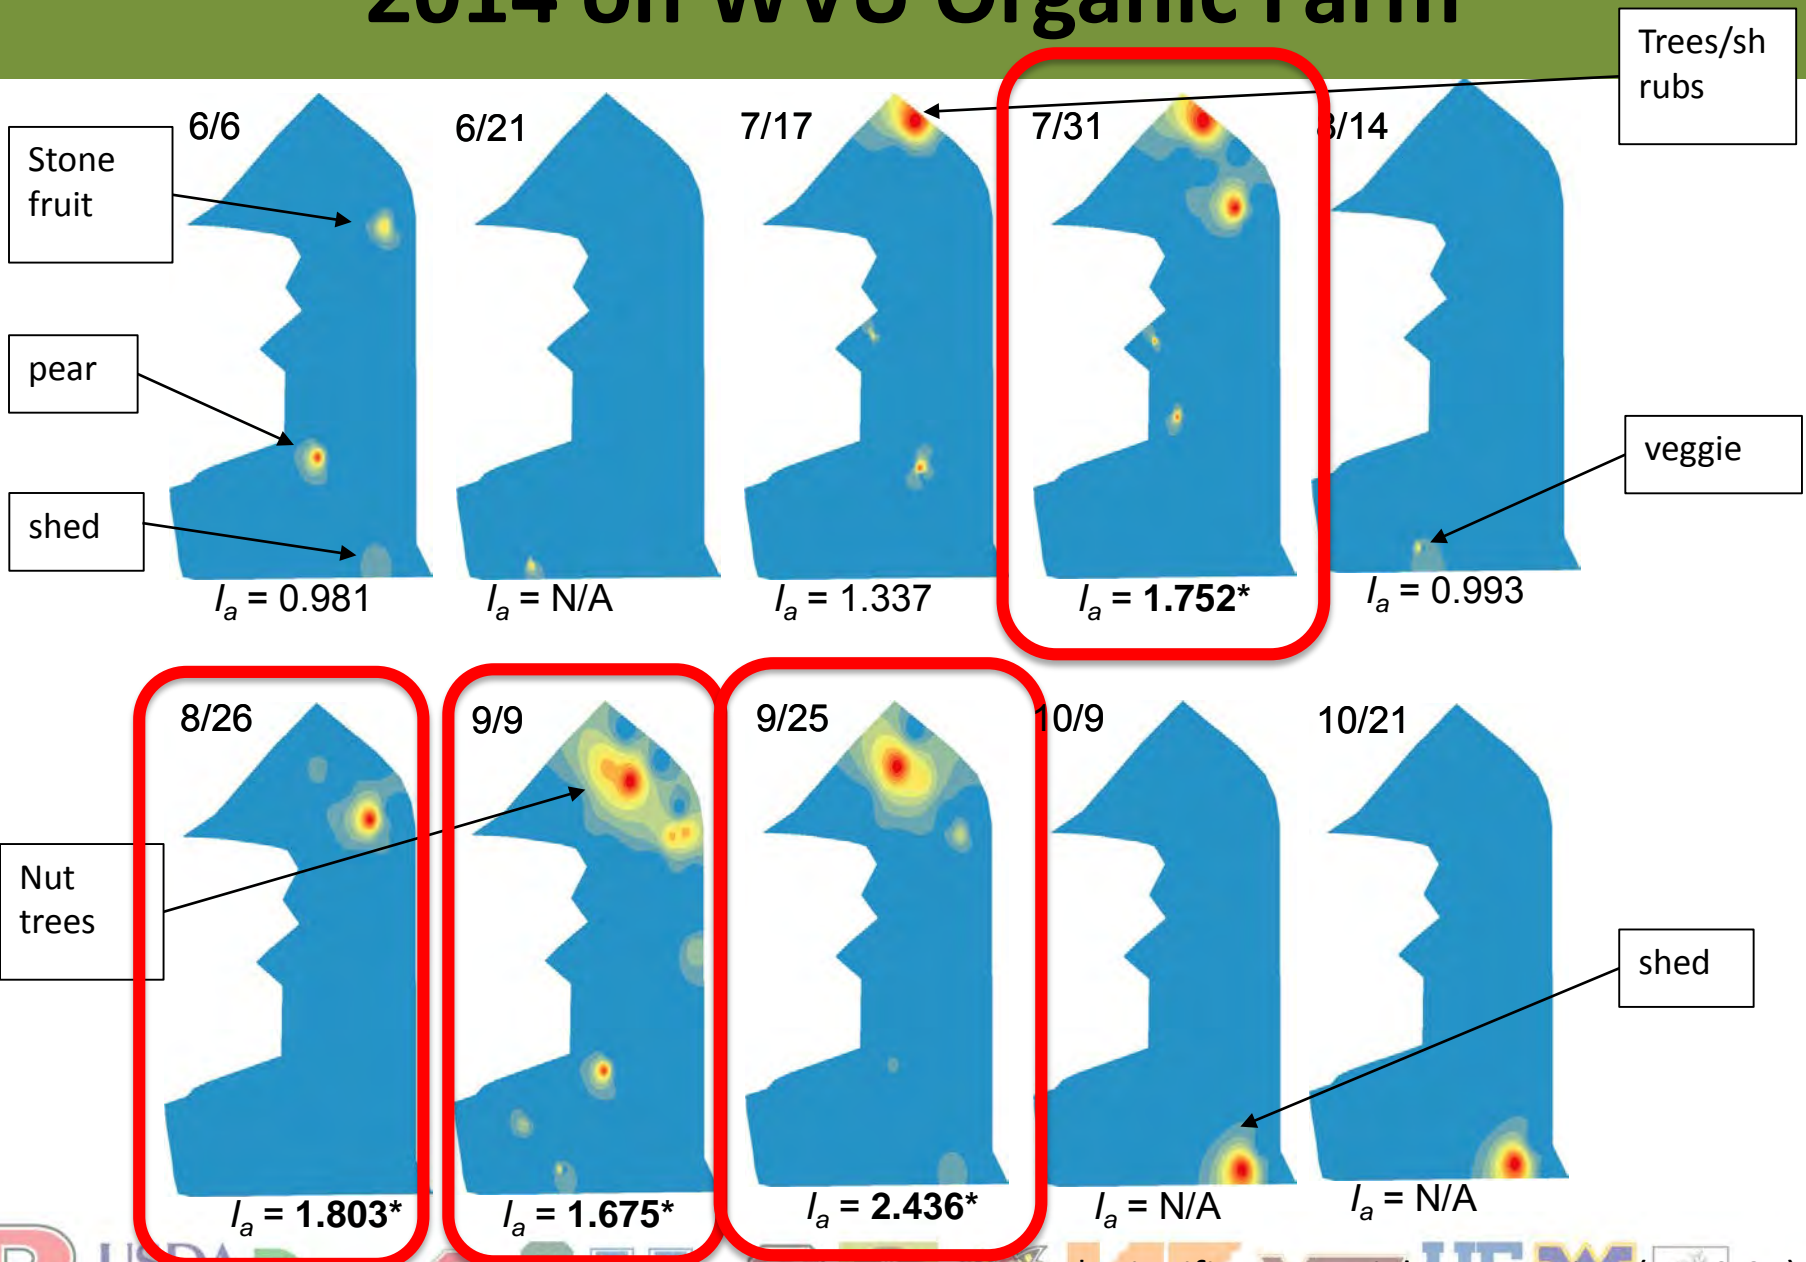 2014 on WVU Organic Farm
Trees/sh
rubs
6/6
6/21
7/17
7/31
8/14
Stone
fruit
pear
shed
veggie
Ia = 0.981
Ia = N/A
Ia = 1.337
Ia = 1.752*
Ia = 0.993
8/26
9/9
9/25
10/9
10/21
Nut
trees
shed
Ia = 1.803*
Ia = 1.675*
Ia = 2.436*
Ia = N/A
Ia = N/A
USDA